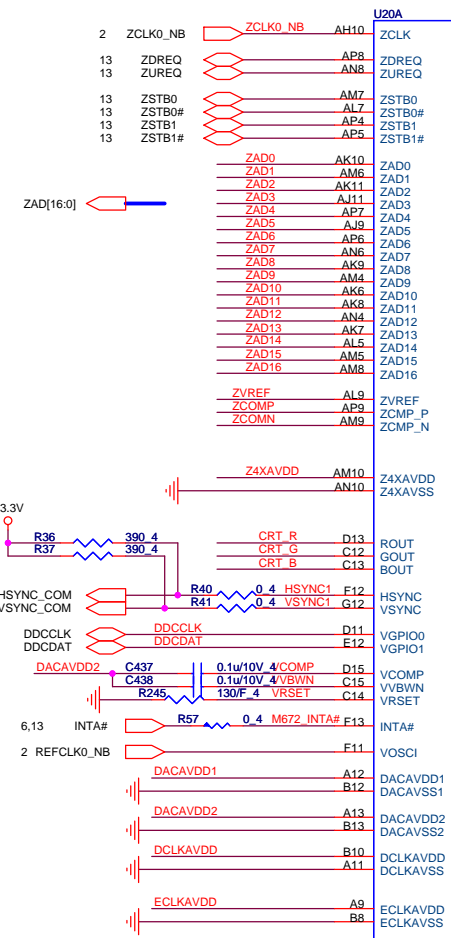 U20A
2 ZCLK0_NB ZCLK0_NB AH10 ZCLK
13 ZDREQ AP8 ZDREQ
13 ZUREQ AN8 ZUREQ
13 ZSTB0 AM7 ZSTB0
13 ZSTB0# AL7 ZSTB0#
13 ZSTB1 AP4 ZSTB1
13 ZSTB1# AP5 ZSTB1#
ZAD0 AK10 ZAD0
ZAD1 AM6 ZAD1
ZAD2 AK11 ZAD2
ZAD[16:0] ZAD3 AJ11 ZAD3
ZAD4 AP7 ZAD4
ZAD5 AJ9 ZAD5
ZAD6 AP6 ZAD6
ZAD7 AN6 ZAD7
ZAD8 AK9 ZAD8
ZAD9 AM4 ZAD9
ZAD10 AK6 ZAD10
ZAD11 AK8 ZAD11
ZAD12 AN4 ZAD12
ZAD13 AK7 ZAD13
ZAD14 AL5 ZAD14
ZAD15 AM5 ZAD15
ZAD16 AM8 ZAD16
ZVREF AL9 ZVREF
ZCOMP AP9 ZCMP_P
ZCOMN AM9 ZCMP_N
Z4XAVDD AM10 Z4XAVDD
AN10 Z4XAVSS
3.3V
R36 390_4 CRT_R D13 ROUT
R37 390_4 CRT_G C12 GOUT
CRT_B C13 BOUT
HSYNC_COM R40 0_4 HSYNC1 F12 HSYNC
VSYNC_COM R41 0_4 VSYNC1 G12 VSYNC
DDCCLK DDCCLK D11 VGPIO0
DDCDAT DDCDAT E12 VGPIO1
DACAVDD2 C437 0.1u/10V_4 VCOMP D15 VCOMP
C438 0.1u/10V_4 VVBWN C15 VVBWN
R245 130/F_4 VRSET C14 VRSET
6,13 INTA# R57 0_4 M672_INTA# F13 INTA#
2 REFCLK0_NB F11 VOSCI
DACAVDD1 A12 DACAVDD1
B12 DACAVSS1
DACAVDD2 A13 DACAVDD2
B13 DACAVSS2
DCLKAVDD B10 DCLKAVDD
A11 DCLKAVSS
ECLKAVDD A9 ECLKAVDD
B8 ECLKAVSS